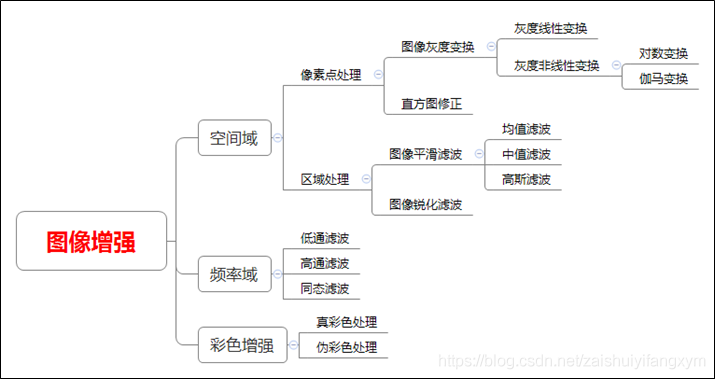 图像增强
空间域
像素点处理
图像灰度变换
灰度线性变换
灰度非线性变换
对数变换
伽马变换
直方图修正
区域处理
图像平滑滤波
均值滤波
中值滤波
高斯滤波
图像锐化滤波
频率域
低通滤波
高通滤波
同态滤波
彩色增强
真彩色处理
伪彩色处理
https://blog.csdn.net/zaishuiyifangxym